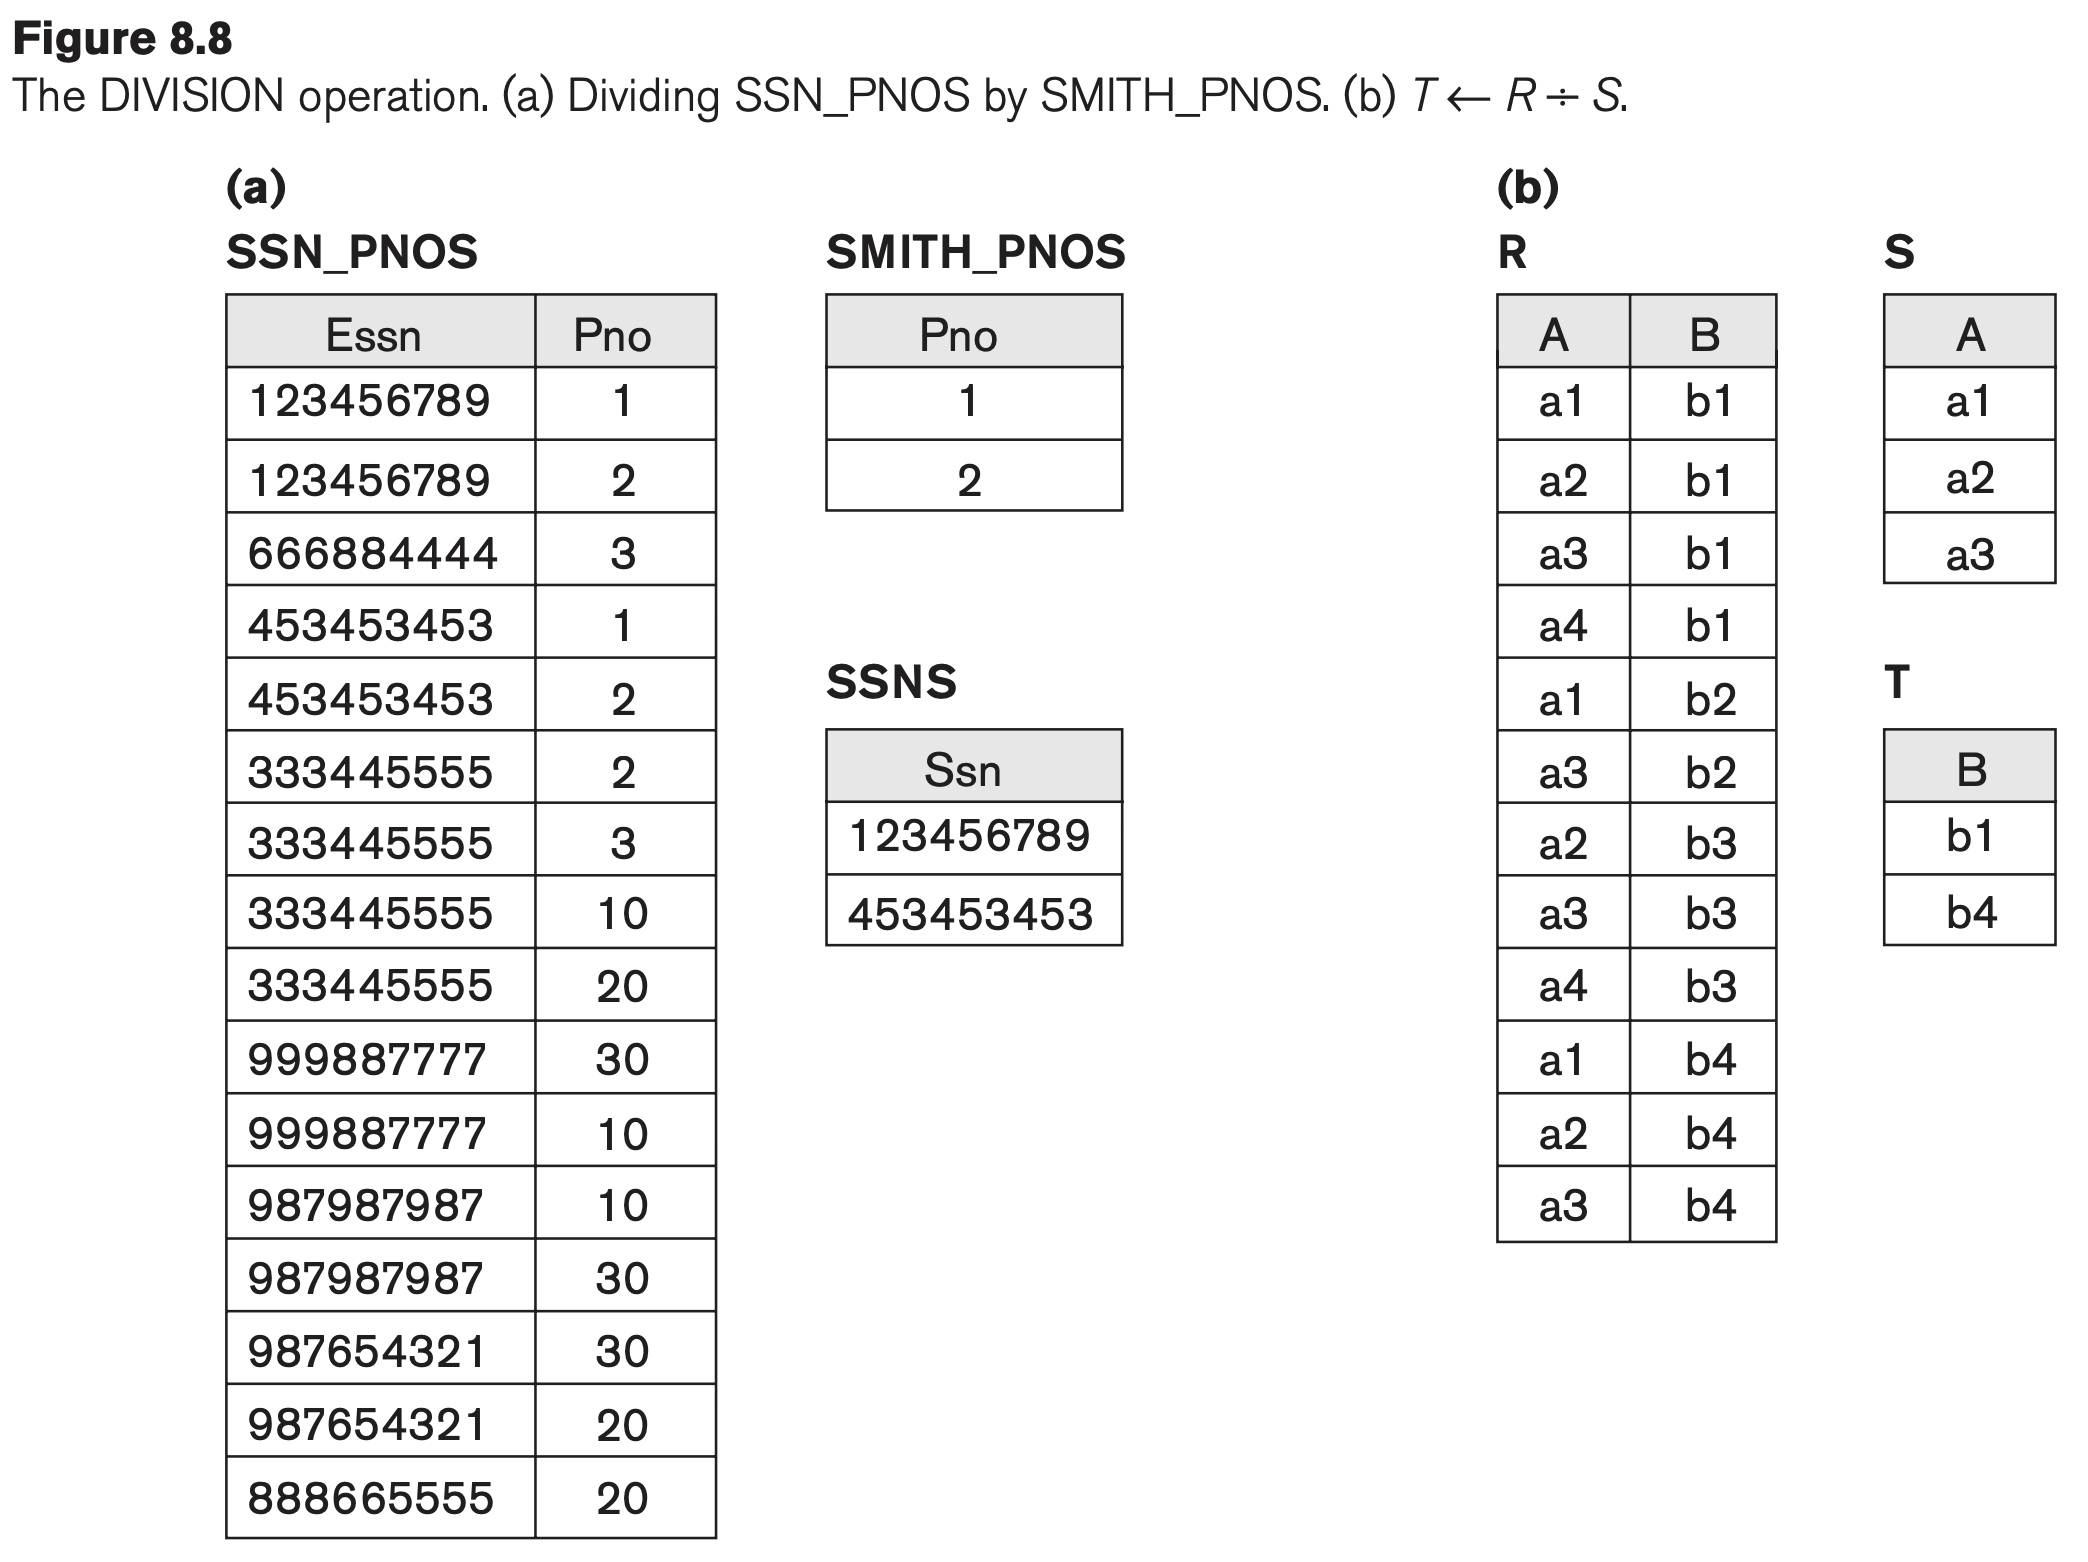 Figure 8.8
The DIVISION operation. (a) Dividing SSN_PNOS by SMITH_PNOS. (b) T ← R ÷ S.
(a)
SSN_PNOS
Essn Pno
123456789 1
123456789 2
666884444 3
453453453 1
453453453 2
333445555 2
333445555 3
333445555 10
333445555 20
999887777 30
999887777 10
987987987 10
987987987 30
987654321 30
987654321 20
888665555 20
SMITH_PNOS
Pno
1
2
SSNS
Ssn
123456789
453453453
(b)
R
A B
a1 b1
a2 b1
a3 b1
a4 b1
a1 b2
a3 b2
a2 b3
a3 b3
a4 b3
a1 b4
a2 b4
a3 b4
S
A
a1
a2
a3
T
B
b1
b4